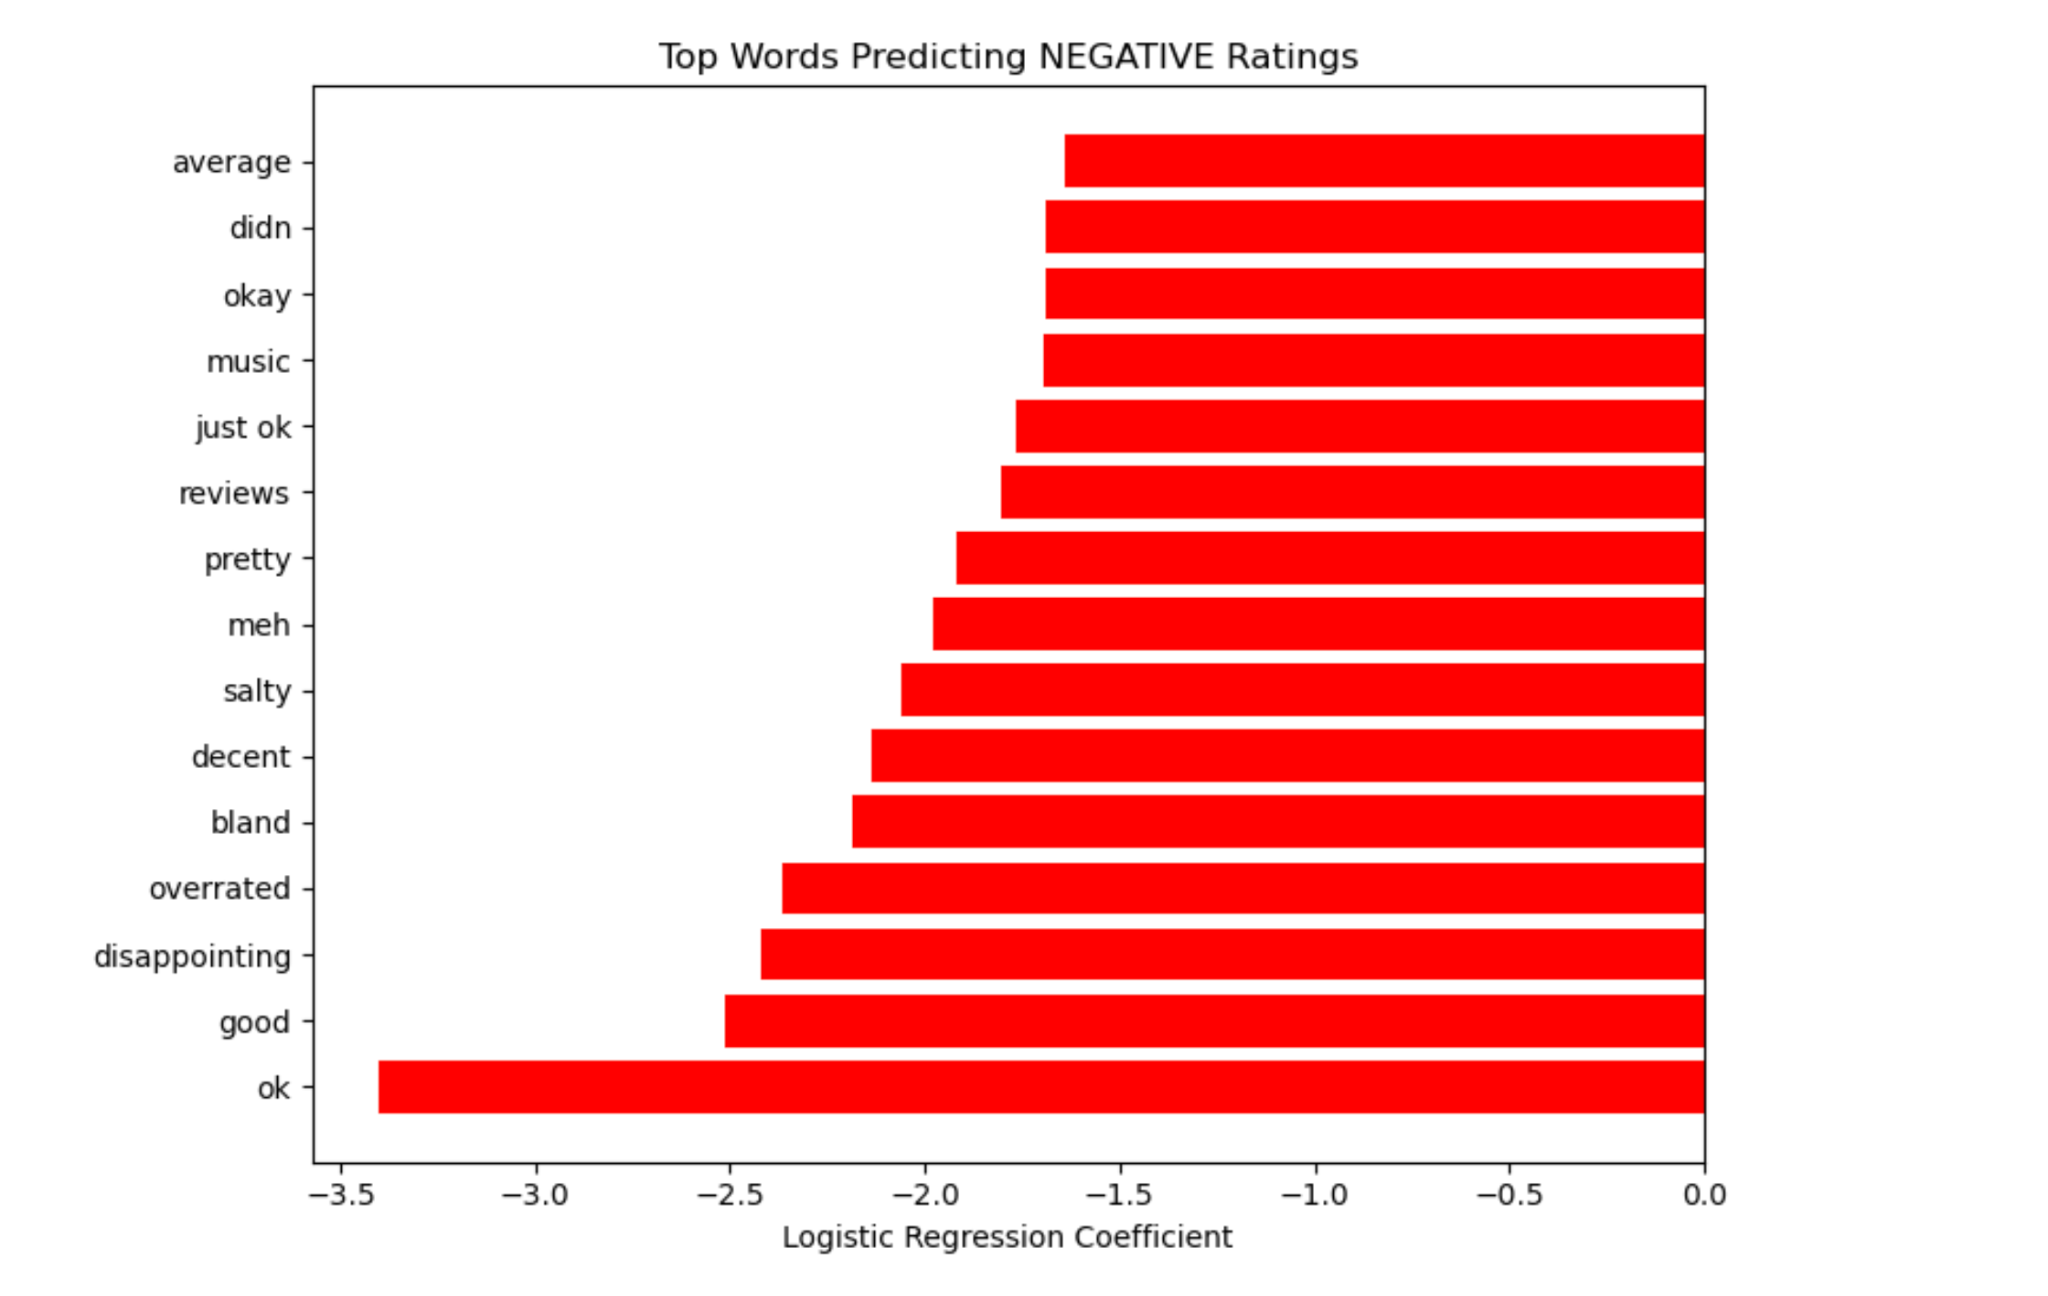 Top Words Predicting NEGATIVE Ratings
average
didn
okay
music
just ok
reviews
pretty
meh
salty
decent
bland
overrated
disappointing
good
ok
−3.5 −3.0 −2.5 −2.0 −1.5 −1.0 −0.5 0.0
Logistic Regression Coefficient